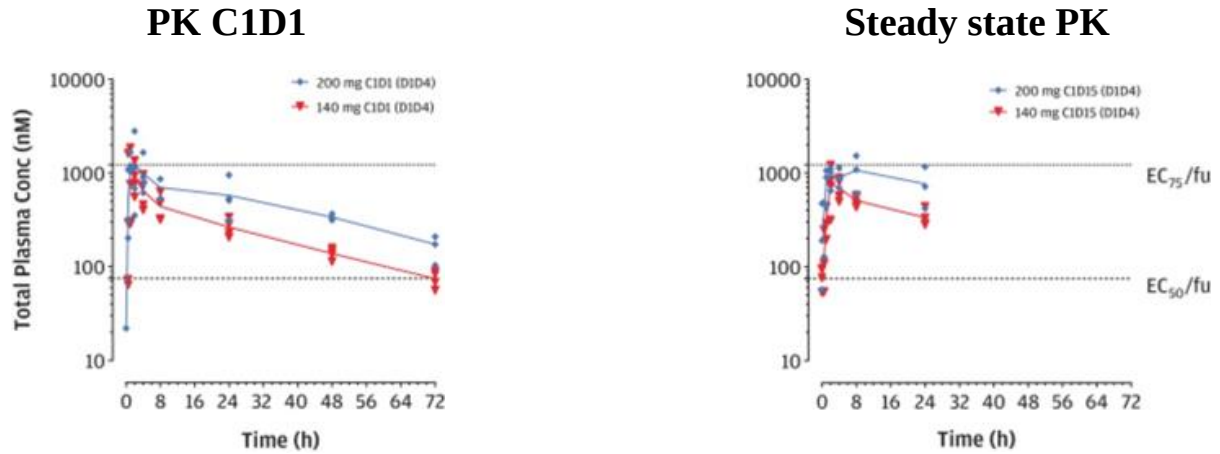 PK C1D1
Total Plasma Conc (nM)
10000
1000
100
10
200 mg C1D1 (D1D4)
140 mg C1D1 (D1D4)
0 8 16 24 32 40 48 56 64 72
Time (h)
Steady state PK
10000
1000
100
10
200 mg C1D15 (D1D4)
140 mg C1D15 (D1D4)
EC75/fu
EC50/fu
0 8 16 24 32 40 48 56 64 72
Time (h)